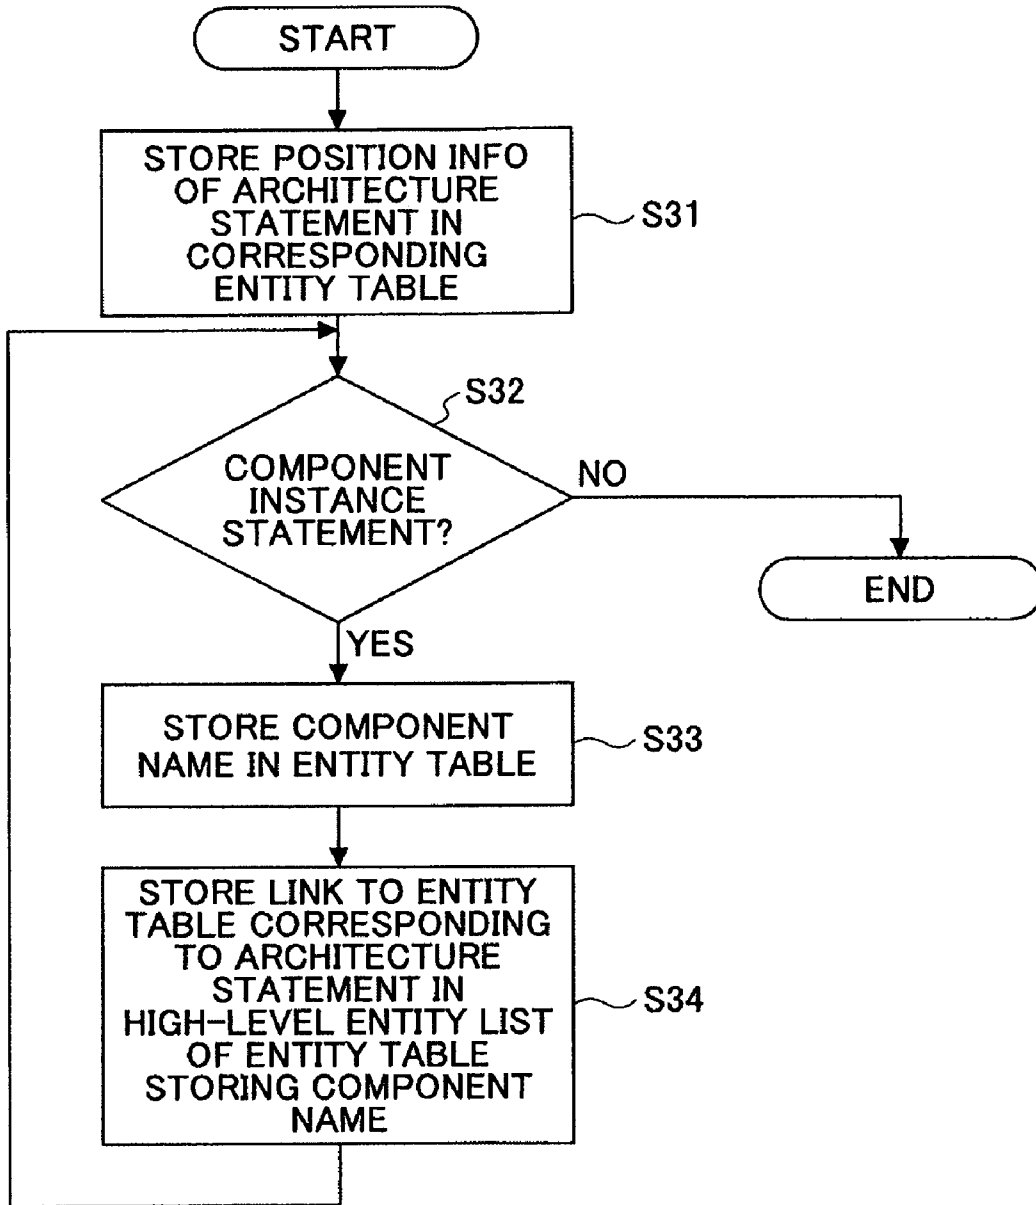 START
STORE POSITION INFO
OF ARCHITECTURE
STATEMENT IN
CORRESPONDING
ENTITY TABLE
S31
S32
COMPONENT
INSTANCE
STATEMENT?
NO
END
YES
STORE COMPONENT
NAME IN ENTITY TABLE
S33
STORE LINK TO ENTITY
TABLE CORRESPONDING
TO ARCHITECTURE
STATEMENT IN
HIGH-LEVEL ENTITY LIST
OF ENTITY TABLE
STORING COMPONENT
NAME
S34